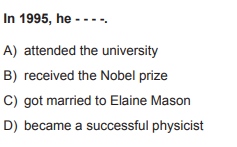 In 1995, he - - - -.
A) attended the university
B) received the Nobel prize
C) got married to Elaine Mason
D) became a successful physicist